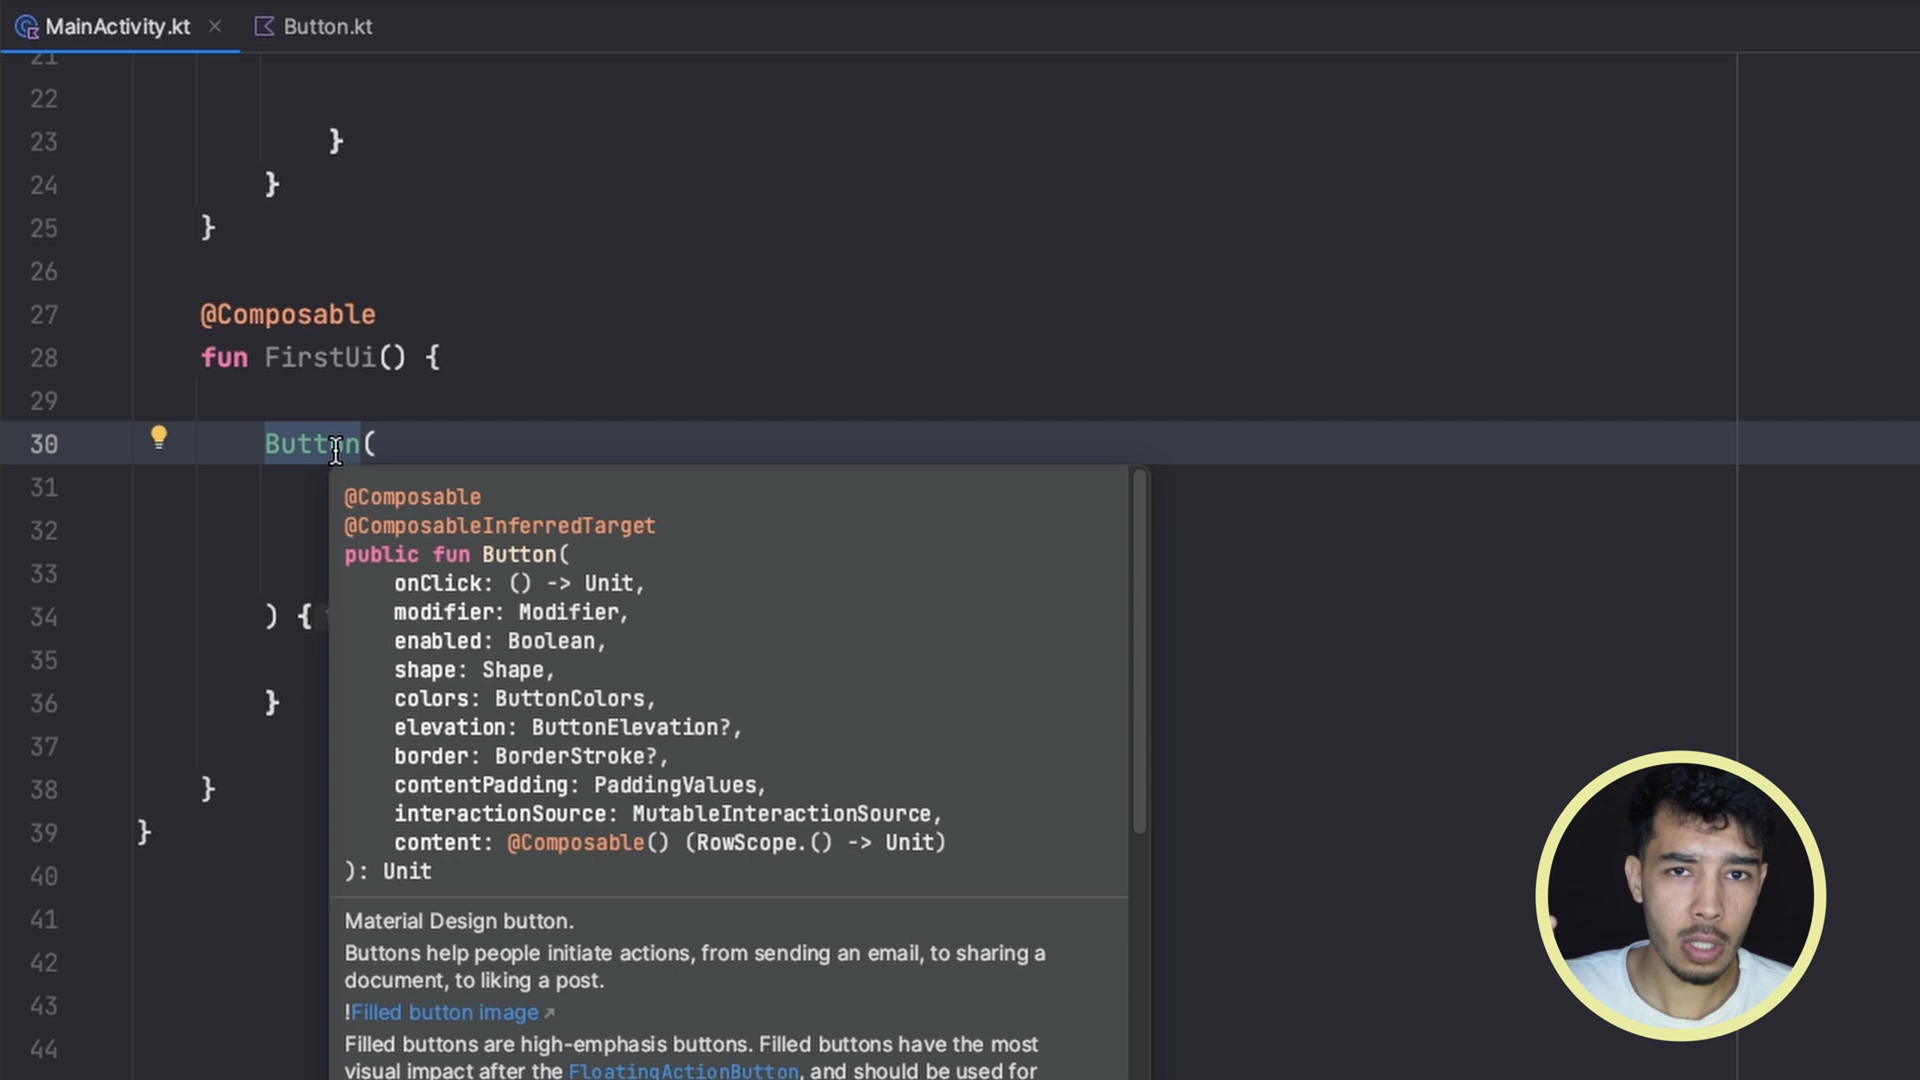 MainActivity.kt
Button.kt
21
22
23 }
24 }
25 }
26
27 @Composable
28 fun FirstUi() {
29
30 Button(
31
32
33
34 ) {
35
36 }
37
38 }
39 }
40
41
42
43
44
@Composable
@ComposableInferredTarget
public fun Button(
onClick: () -> Unit,
modifier: Modifier,
enabled: Boolean,
shape: Shape,
colors: ButtonColors,
elevation: ButtonElevation?,
border: BorderStroke?,
contentPadding: PaddingValues,
interactionSource: MutableInteractionSource,
content: @Composable() (RowScope.() -> Unit)
): Unit
Material Design button.
Buttons help people initiate actions, from sending an email, to sharing a
document, to liking a post.
!Filled button image
Filled buttons are high-emphasis buttons. Filled buttons have the most
visual impact after the FloatingActionButton, and should be used for